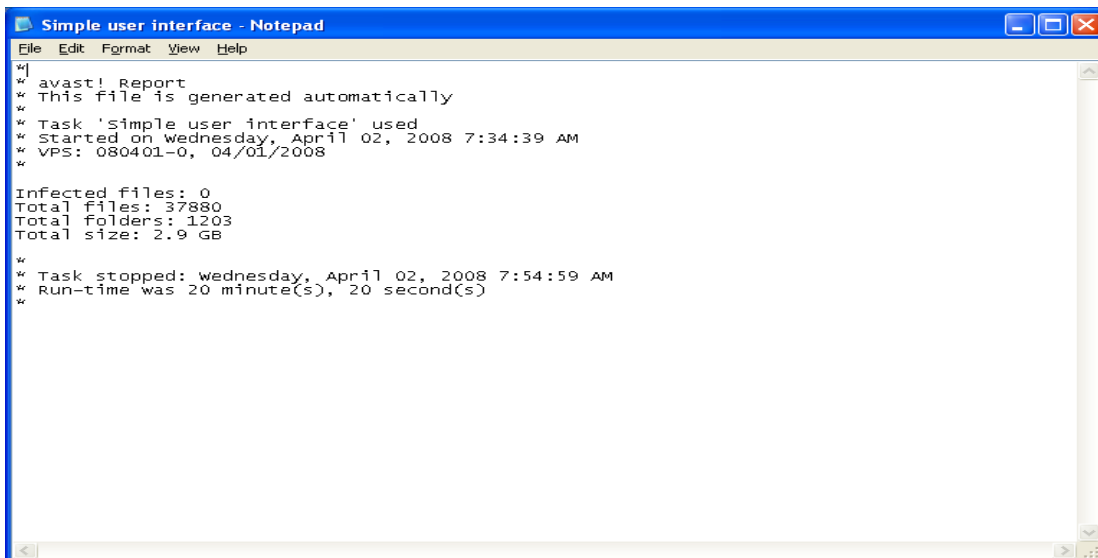 Simple user interface - Notepad
File Edit Format View Help
*
* avast! Report
* This file is generated automatically
*
* Task 'Simple user interface' used
* Started on Wednesday, April 02, 2008 7:34:39 AM
* VPS: 080401-0, 04/01/2008
*
Infected files: 0
Total files: 37880
Total folders: 1203
Total size: 2.9 GB
*
* Task stopped: Wednesday, April 02, 2008 7:54:59 AM
* Run-time was 20 minute(s), 20 second(s)
*